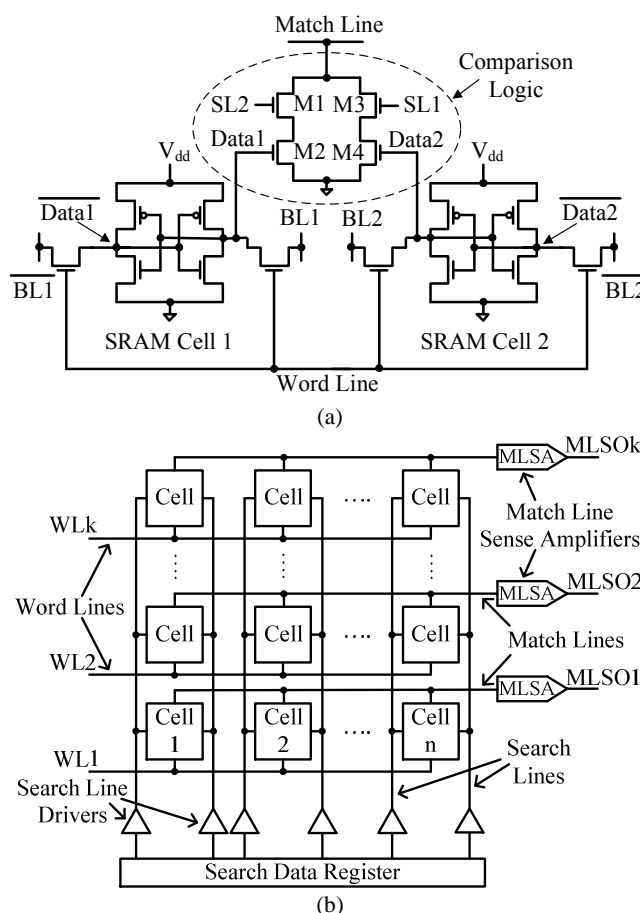 Match Line
Comparison
Logic
SL2 M1 M3 SL1
Data1 M2 M4 Data2
Vdd Vdd
Data1 BL1 BL2 Data2
BL1 BL2
SRAM Cell 1 SRAM Cell 2
Word Line
(a)
MLSA MLSOk
Cell Cell .... Cell
WLk
Match Line
Sense Amplifiers
Word Lines
MLSA MLSO2
Cell Cell .... Cell
WL2
Match Lines
MLSA MLSO1
Cell 1 Cell 2 .... Cell n
WL1
Search Line
Drivers
Search
Lines
Search Data Register
(b)